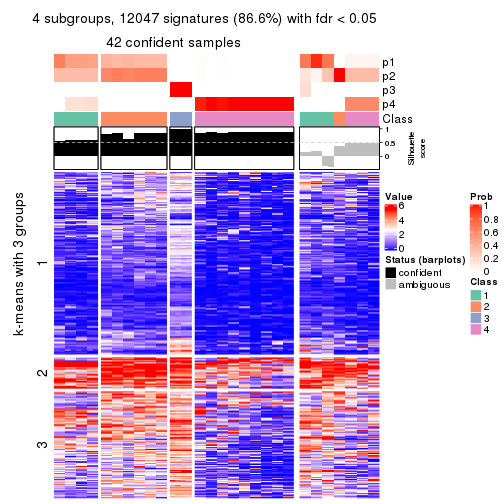 4 subgroups, 12047 signatures (86.6%) with fdr < 0.05
42 confident samples
p1
p2
p3
p4
Class
1
0.5
0
Silhouette
score
k-means with 3 groups
1
2
3
Value
6
4
2
0
Status (barplots)
confident
ambiguous
Prob
1
0.8
0.6
0.4
0.2
0
Class
1
2
3
4